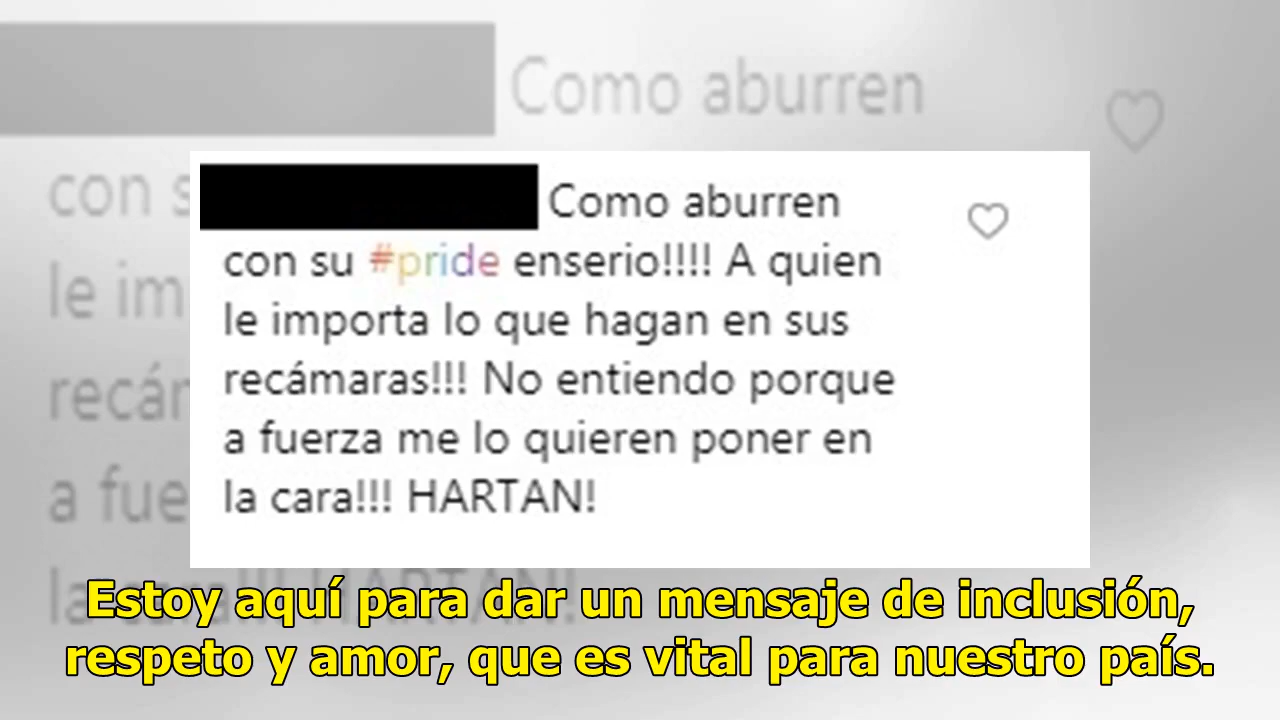 Como aburren
con su #pride enserio!!!! A quien
le importa lo que hagan en sus
recámaras!!! No entiendo porque
a fuerza me lo quieren poner en
la cara!!! HARTAN!
Estoy aquí para dar un mensaje de inclusión,
respeto y amor, que es vital para nuestro país.